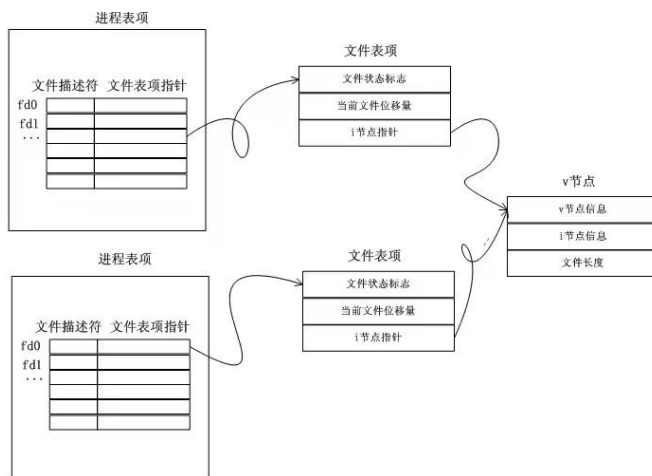 进程表项
文件描述符 文件表项指针
fd0
fd1
...
文件表项
文件状态标志
当前文件位移量
i节点指针
v节点
v节点信息
i节点信息
文件长度
进程表项
文件描述符 文件表项指针
fd0
fd1
...
文件表项
文件状态标志
当前文件位移量
i节点指针